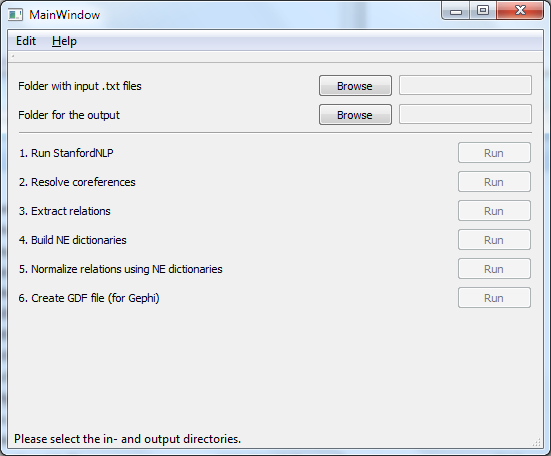 MainWindow
Edit Help
Folder with input .txt files Browse
Folder for the output Browse
1. Run StanfordNLP Run
2. Resolve coreferences Run
3. Extract relations Run
4. Build NE dictionaries Run
5. Normalize relations using NE dictionaries Run
6. Create GDF file (for Gephi) Run
Please select the in- and output directories.